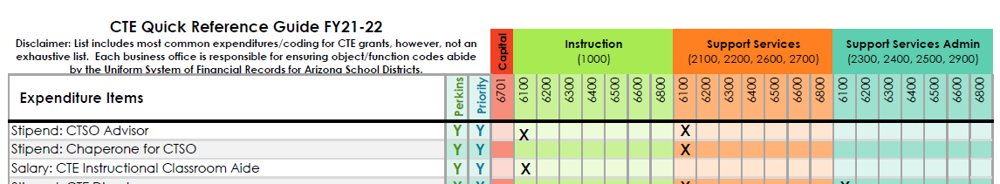 CTE Quick Reference Guide FY21-22
Disclaimer: List includes most common expenditures/coding for CTE grants, however, not an
exhaustive list. Each business office is responsible for ensuring object/function codes abide
by the Uniform System of Financial Records for Arizona School Districts.
Capital
Instruction
(1000)
Support Services
(2100, 2200, 2600, 2700)
Support Services Admin
(2300, 2400, 2500, 2900)
Expenditure Items Perkins Priority 6701 6100 6200 6300 6400 6500 6600 6800 6100 6200 6300 6400 6500 6600 6800 6100 6200 6300 6400 6500 6600 6800
Stipend: CTSO Advisor Y Y X X
Stipend: Chaperone for CTSO Y Y X
Salary: CTE Instructional Classroom Aide Y Y X